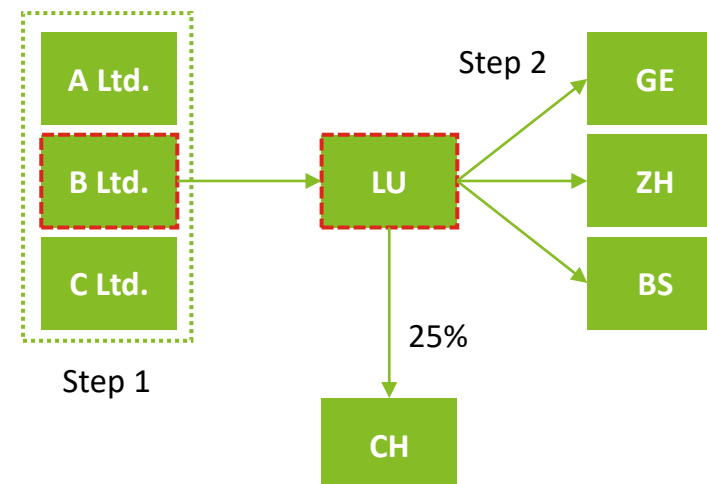 A Ltd.
B Ltd.
C Ltd.
Step 1
LU
Step 2
GE
ZH
BS
25%
CH